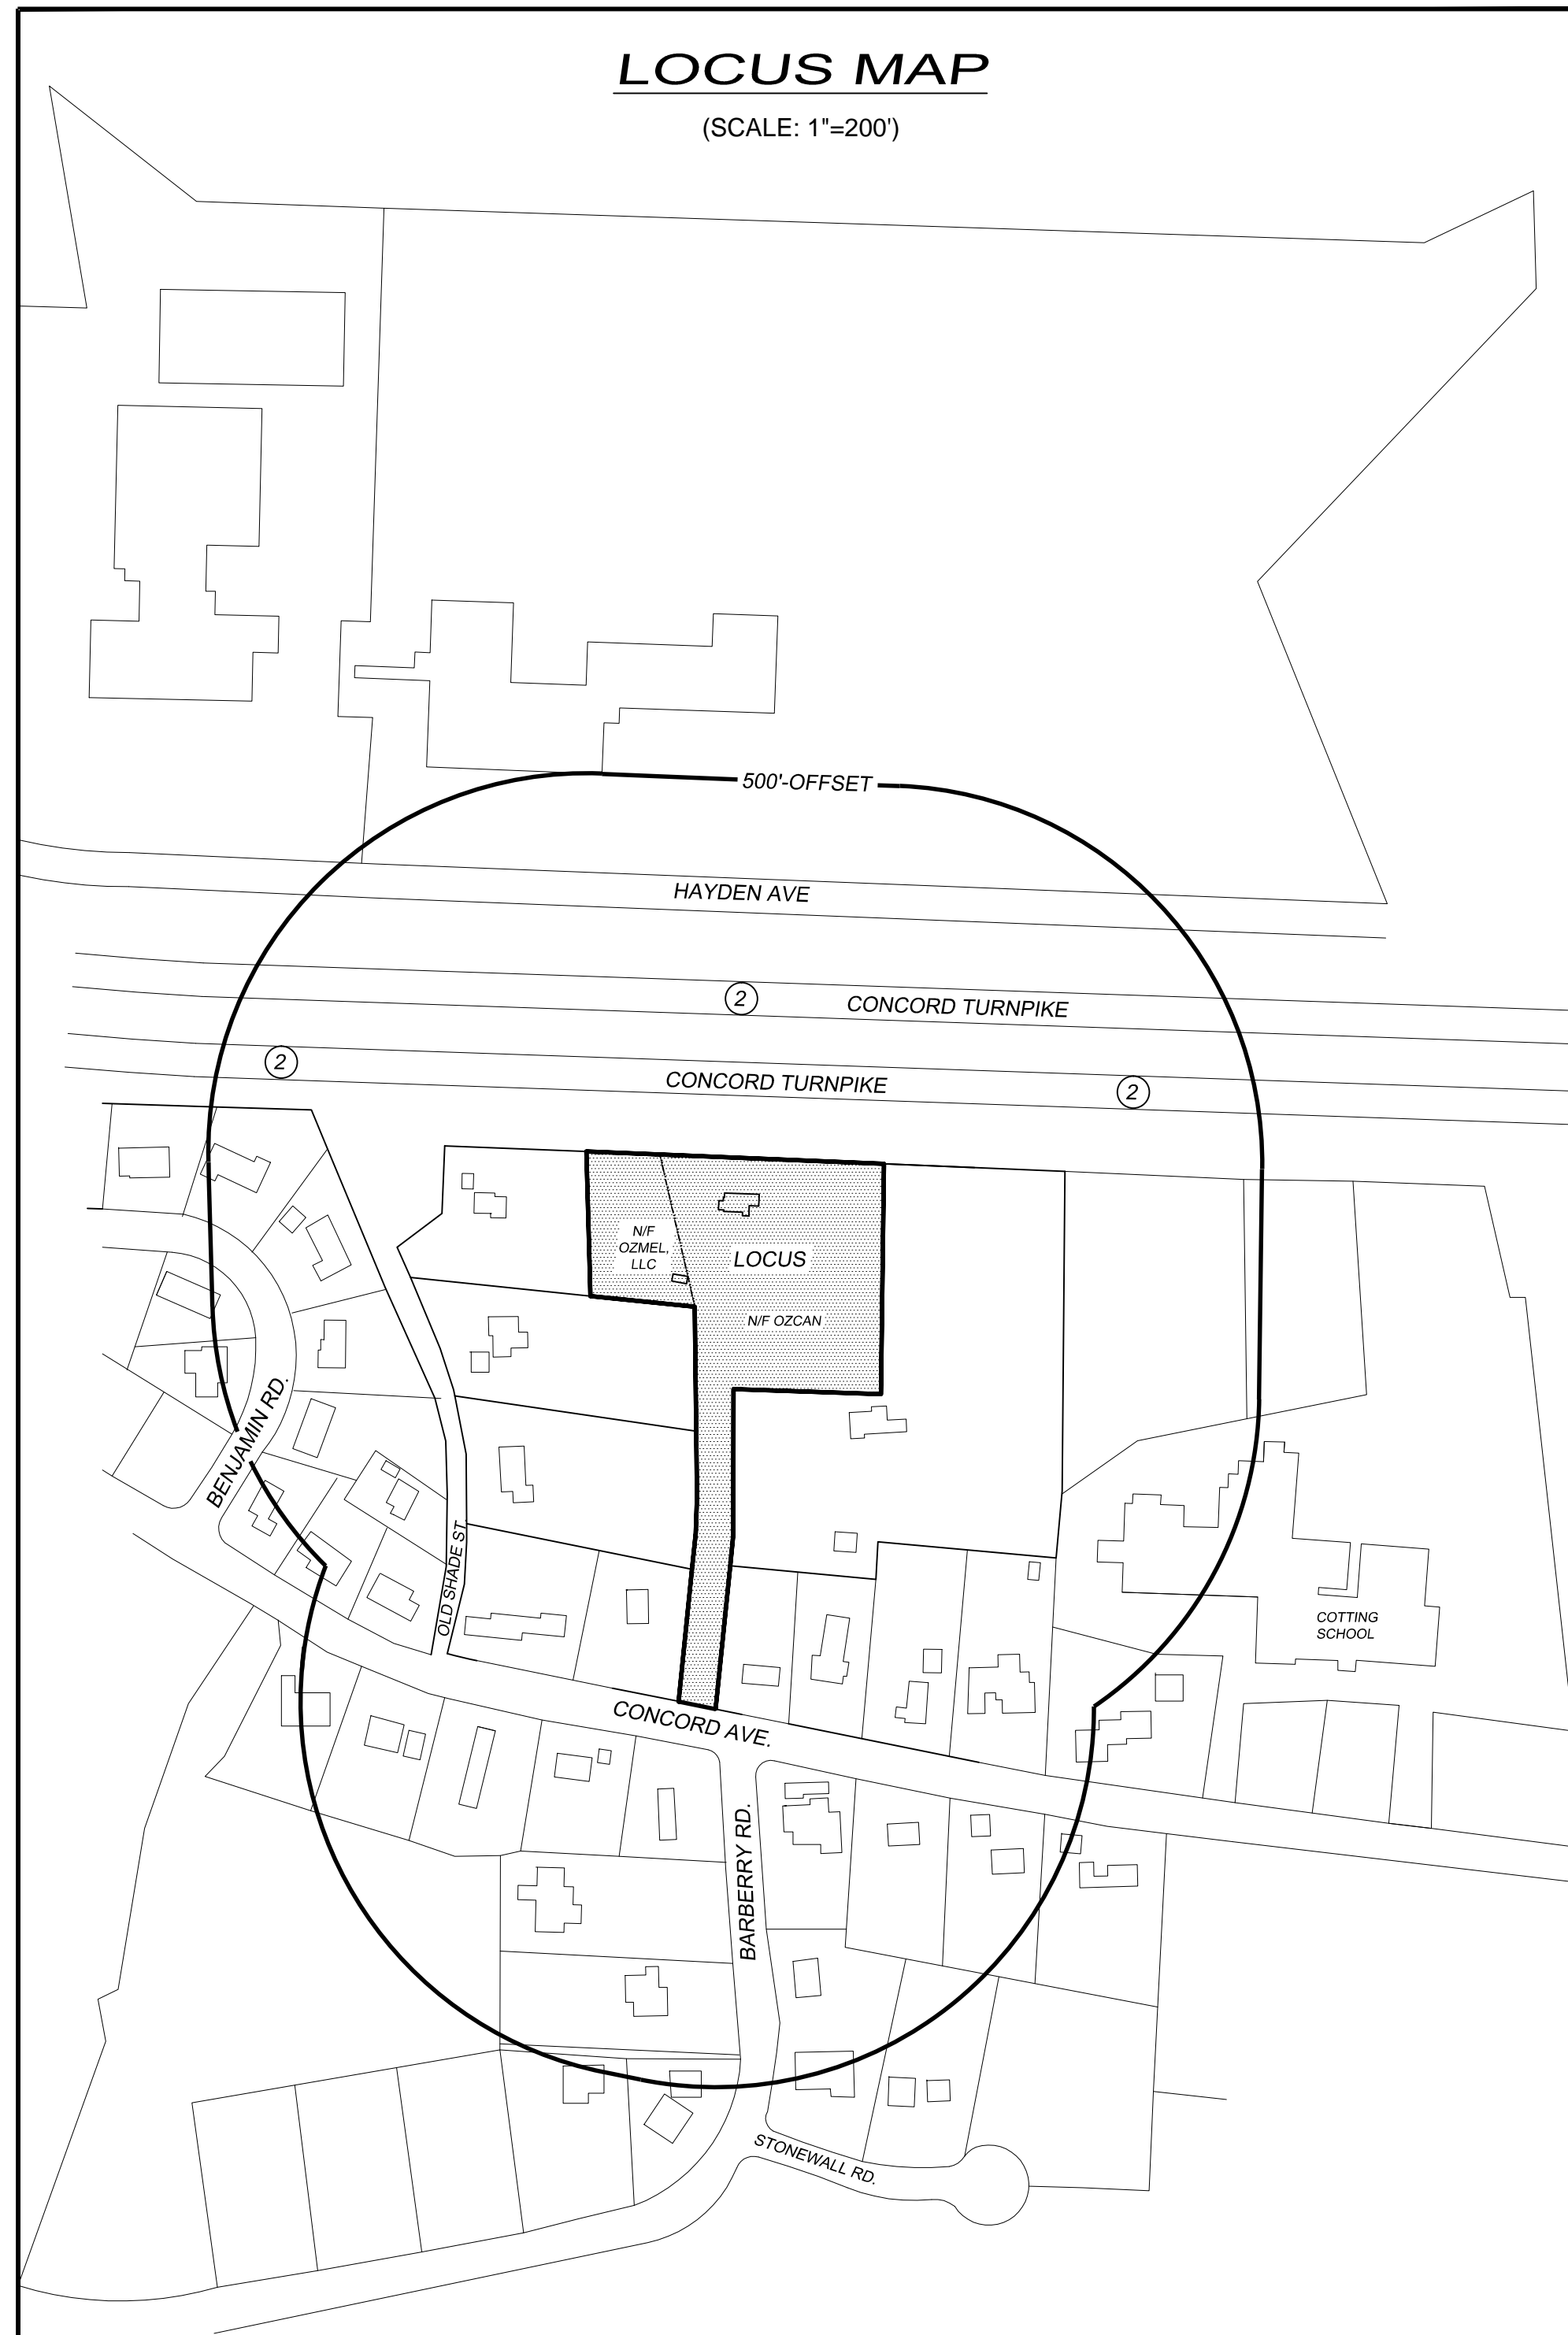 LOCUS MAP
(SCALE: 1"=200')
500'-OFFSET
HAYDEN AVE
2
CONCORD TURNPIKE
2
CONCORD TURNPIKE
2
N/F
OZMEL,
LLC
LOCUS
N/F OZCAN
BENJAMIN RD.
OLD SHADE ST.
COTTING
SCHOOL
CONCORD AVE.
BARBERRY RD.
STONEWALL RD.